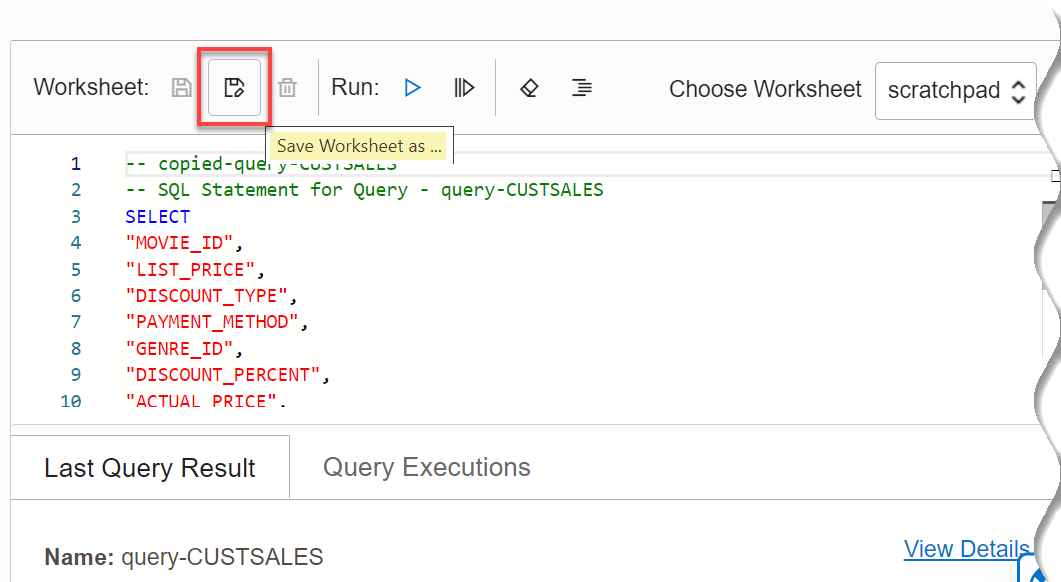 Worksheet: Run: Choose Worksheet scratchpad
Save Worksheet as ...
1 -- copied-query-CUSTSALES
2 -- SQL Statement for Query - query-CUSTSALES
3 SELECT
4 "MOVIE_ID",
5 "LIST_PRICE",
6 "DISCOUNT_TYPE",
7 "PAYMENT_METHOD",
8 "GENRE_ID",
9 "DISCOUNT_PERCENT",
10 "ACTUAL_PRICE",
Last Query Result Query Executions
View Details
Name: query-CUSTSALES